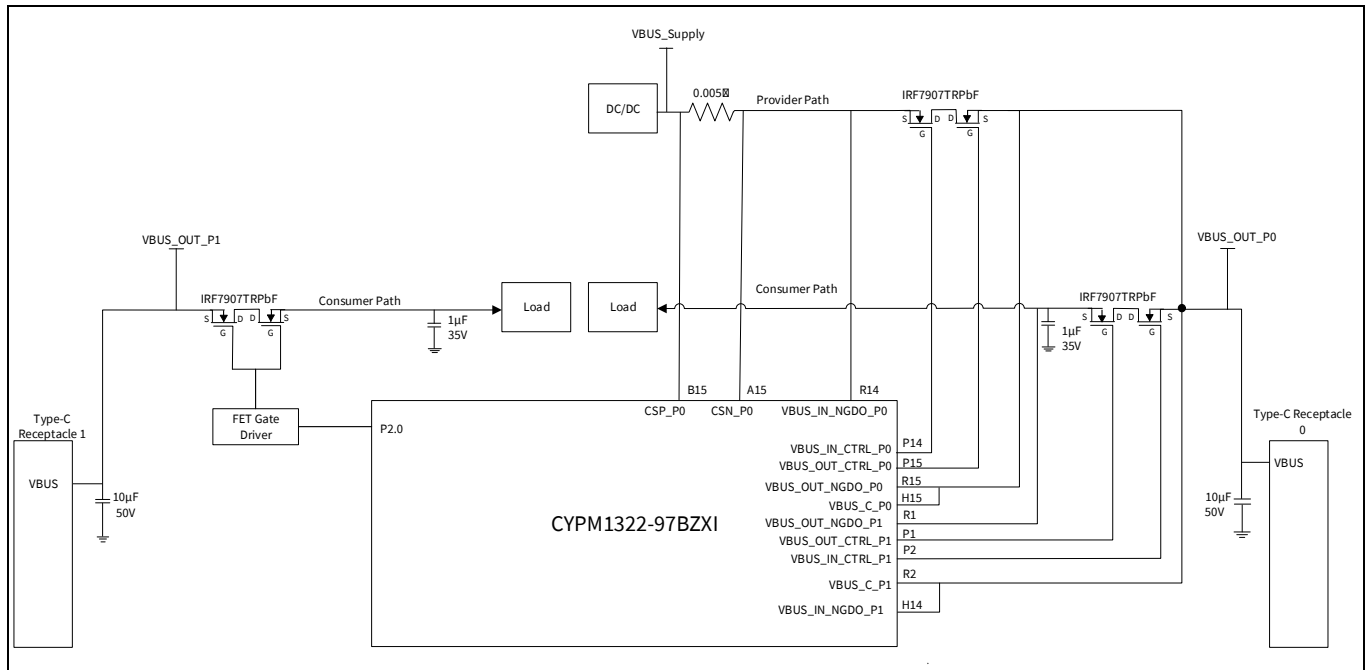 VBUS_Supply
DC/DC
0.005
Provider Path
IRF7907TRPbF
S
D
D
S
G
G
VBUS_OUT_P1
IRF7907TRPbF
Consumer Path
S
D
D
S
G
G
1µF
35V
Load
Load
Consumer Path
1µF
35V
IRF7907TRPbF
S
D
D
S
G
G
VBUS_OUT_P0
FET Gate
Driver
Type-C
Receptacle 1
VBUS
10µF
50V
B15
A15
R14
CSP_P0
CSN_P0
VBUS_IN_NGDO_P0
P2.0
CYPM1322-97BZXI
VBUS_IN_CTRL_P0
P14
VBUS_OUT_CTRL_P0
P15
VBUS_OUT_NGDO_P0
R15
VBUS_C_P0
H15
VBUS_OUT_NGDO_P1
R1
VBUS_OUT_CTRL_P1
P1
VBUS_IN_CTRL_P1
P2
VBUS_C_P1
R2
VBUS_IN_NGDO_P1
H14
Type-C Receptacle
0
VBUS
10µF
50V